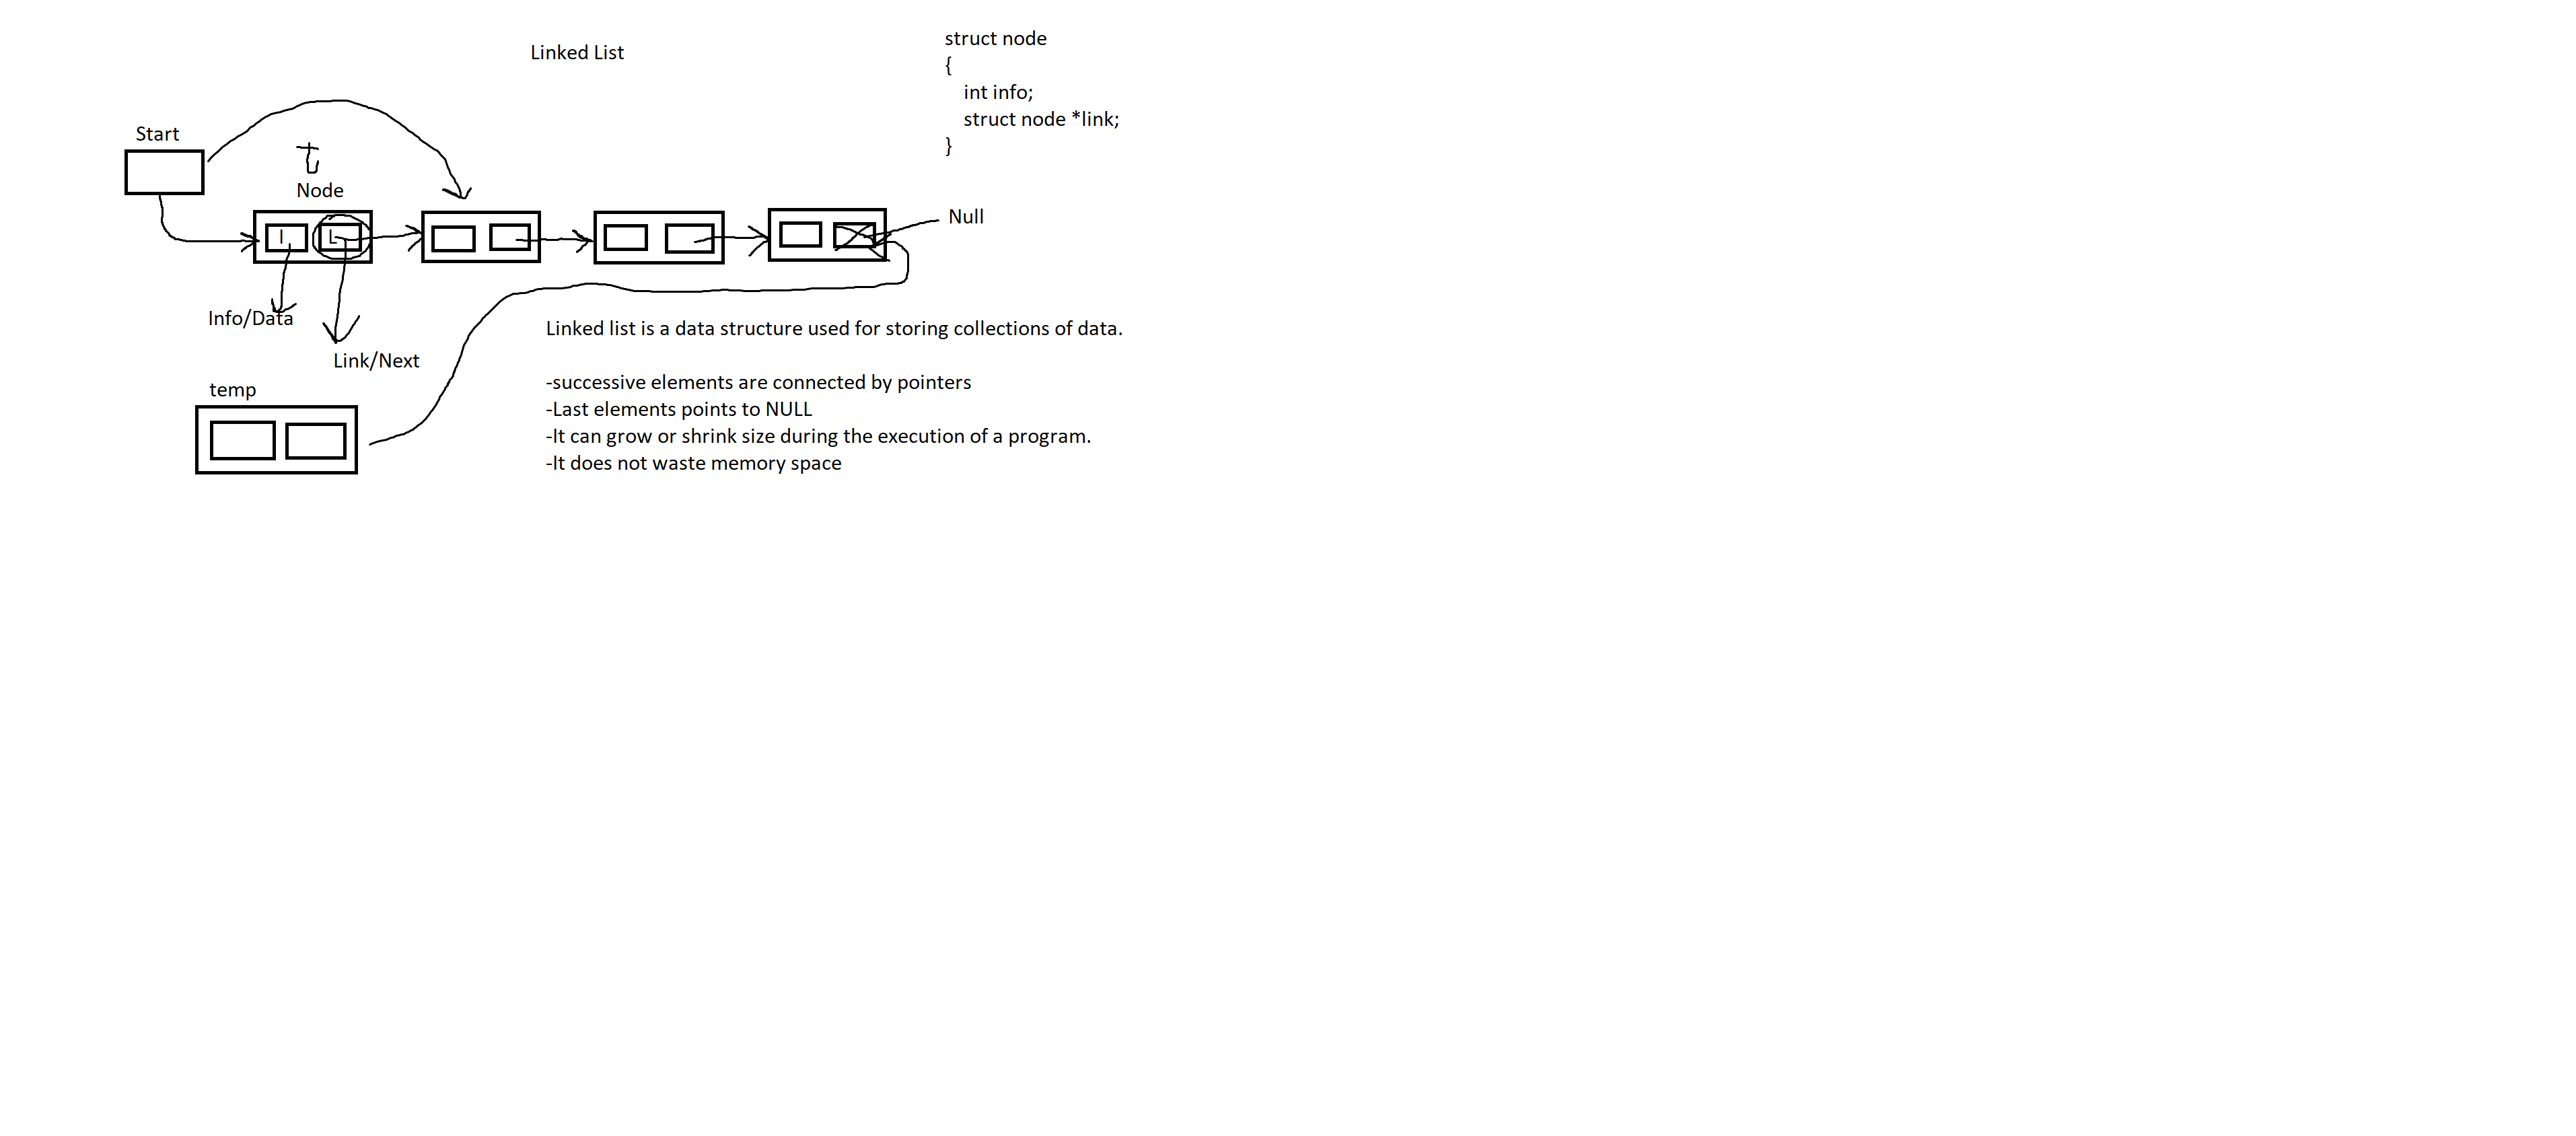 Linked List
struct node
{
int info;
struct node *link;
}
Start
t
Node
I L
Null
Info/Data
Link/Next
temp
Linked list is a data structure used for storing collections of data.
-successive elements are connected by pointers
-Last elements points to NULL
-It can grow or shrink size during the execution of a program.
-It does not waste memory space